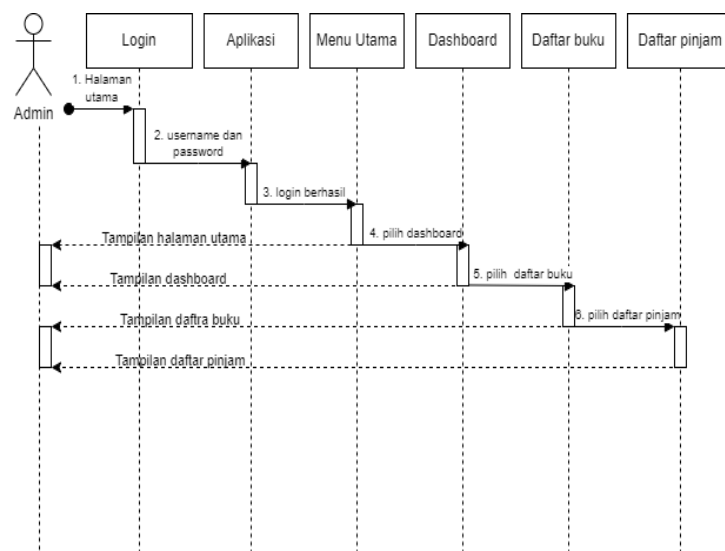 Login
Aplikasi
Menu Utama
Dashboard
Daftar buku
Daftar pinjam
Admin
1. Halaman
utama
2. username dan
password
3. login berhasil
4. pilih dashboard
Tampilan halaman utama
5. pilih daftar buku
Tampilan dashboard
6. pilih daftar pinjam
Tampilan daftra buku
Tampilan daftar pinjam